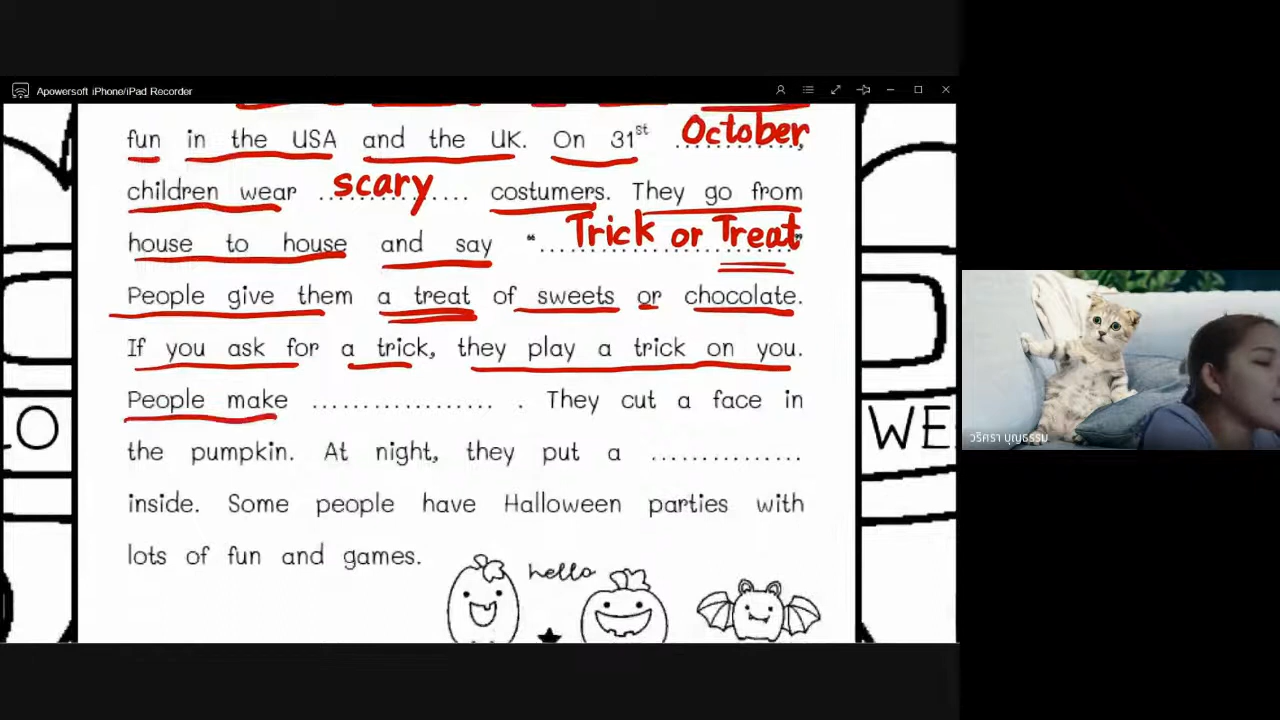 Apowersoft iPhone/iPad Recorder
fun in the USA and the UK. On 31st October,
children wear scary costumers. They go from
house to house and say "Trick or Treat"
People give them a treat of sweets or chocolate.
If you ask for a trick, they play a trick on you.
People make .................. . They cut a face in
the pumpkin. At night, they put a ...............
inside. Some people have Halloween parties with
lots of fun and games.
hello
LO
WE
วริศรา บุญธรรม